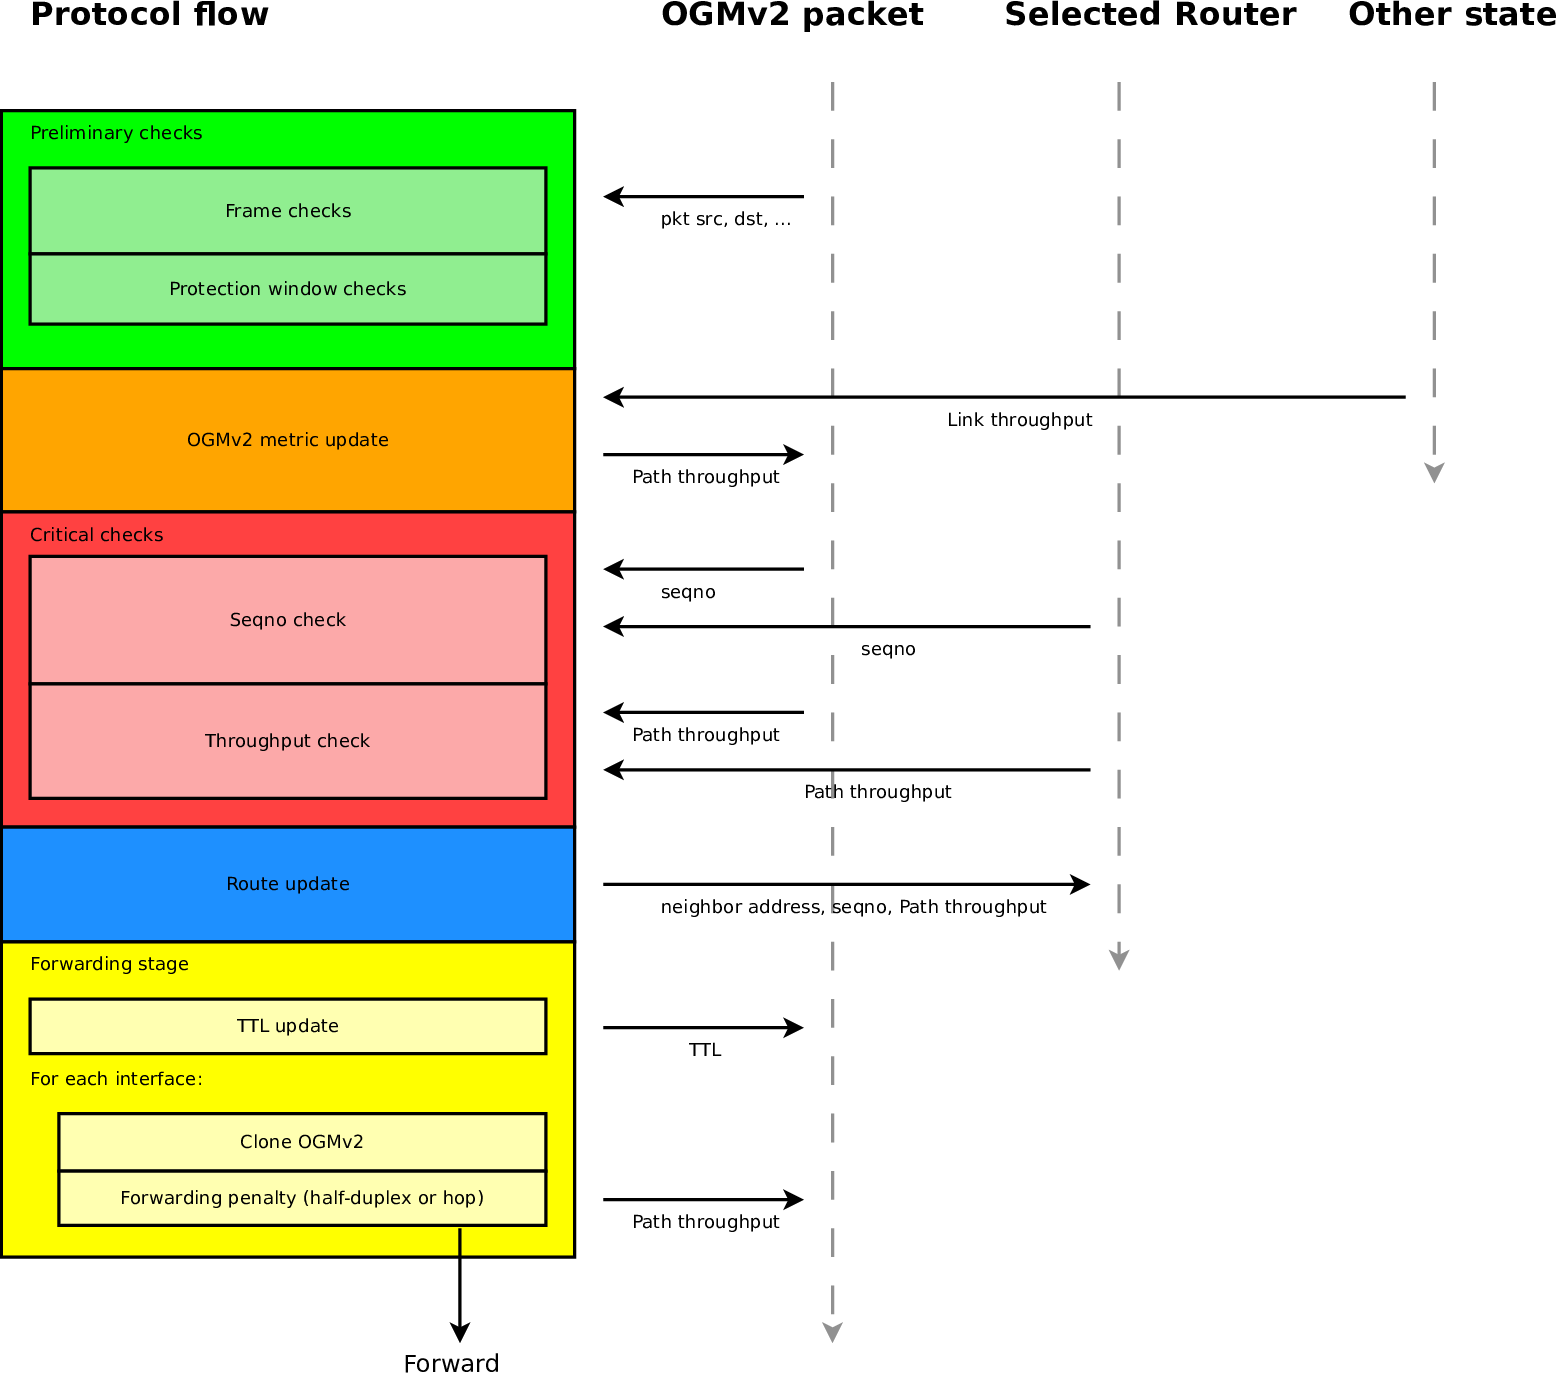 Protocol flow
OGMv2 packet
Selected Router
Other state
Preliminary checks
Frame checks
pkt src, dst, ...
Protection window checks
Link throughput
OGMv2 metric update
Path throughput
Critical checks
seqno
Seqno check
seqno
Path throughput
Throughput check
Path throughput
Route update
neighbor address, seqno, Path throughput
Forwarding stage
TTL update
TTL
For each interface:
Clone OGMv2
Forwarding penalty (half-duplex or hop)
Path throughput
Forward